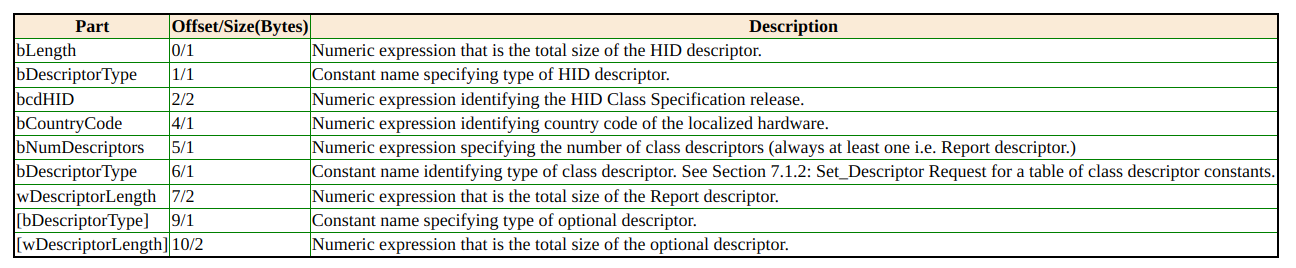 Part Offset/Size(Bytes) Description
bLength 0/1 Numeric expression that is the total size of the HID descriptor.
bDescriptorType 1/1 Constant name specifying type of HID descriptor.
bcdHID 2/2 Numeric expression identifying the HID Class Specification release.
bCountryCode 4/1 Numeric expression identifying country code of the localized hardware.
bNumDescriptors 5/1 Numeric expression specifying the number of class descriptors (always at least one i.e. Report descriptor.)
bDescriptorType 6/1 Constant name identifying type of class descriptor. See Section 7.1.2: Set_Descriptor Request for a table of class descriptor constants.
wDescriptorLength 7/2 Numeric expression that is the total size of the Report descriptor.
[bDescriptorType] 9/1 Constant name specifying type of optional descriptor.
[wDescriptorLength] 10/2 Numeric expression that is the total size of the optional descriptor.